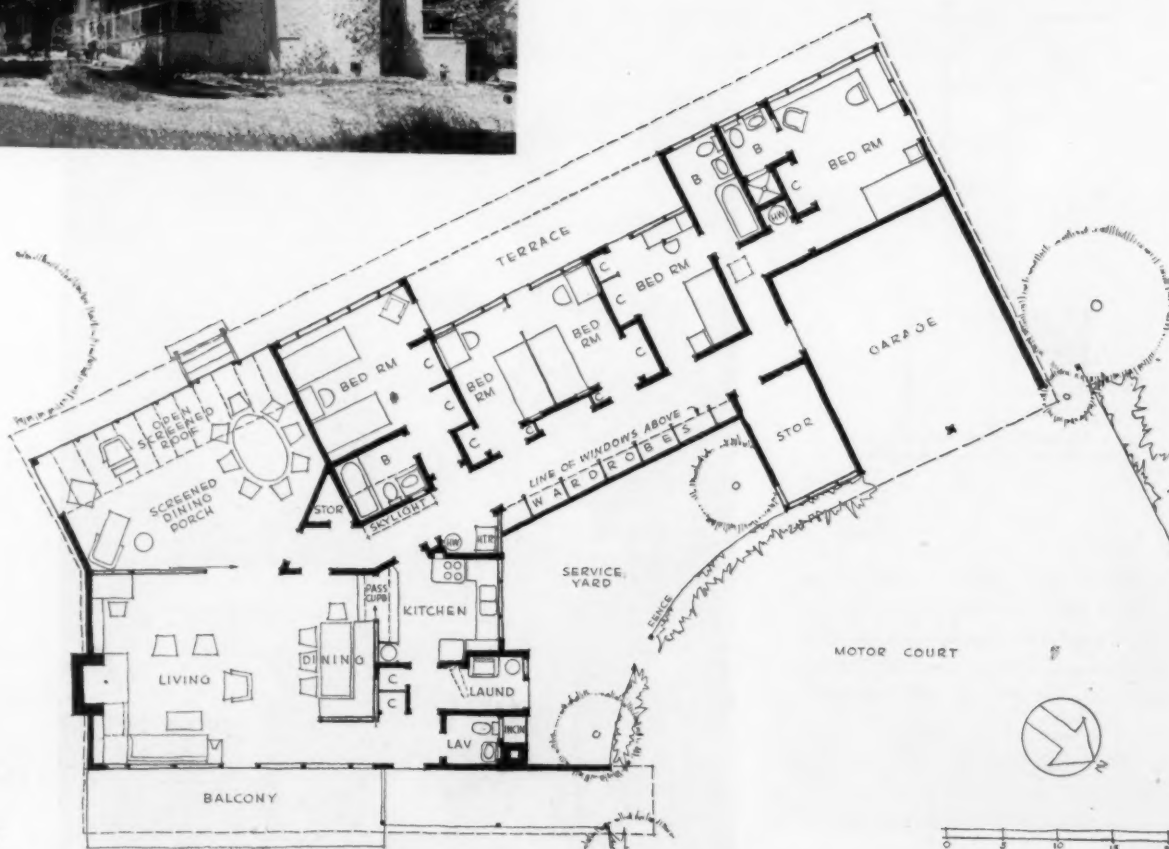 TERRACE
B
B
BED RM
C
HW
BED RM
C
C
C
BED RM
BED RM
C
C
BED RM
C
C
C
C
GARAGE
STOR
OPEN
SCREENED
ROOF
SCREENED
DINING
PORCH
B
SKYLIGHT
STOR
LINE OF WINDOWS ABOVE
WARDROBES
HW
HTR
SERVICE
YARD
FENCE
MOTOR COURT
PASS
CUPB
KITCHEN
LIVING
DINING
C
C
LAUND
LAV
INCIN
BALCONY
N
0 5 10 15